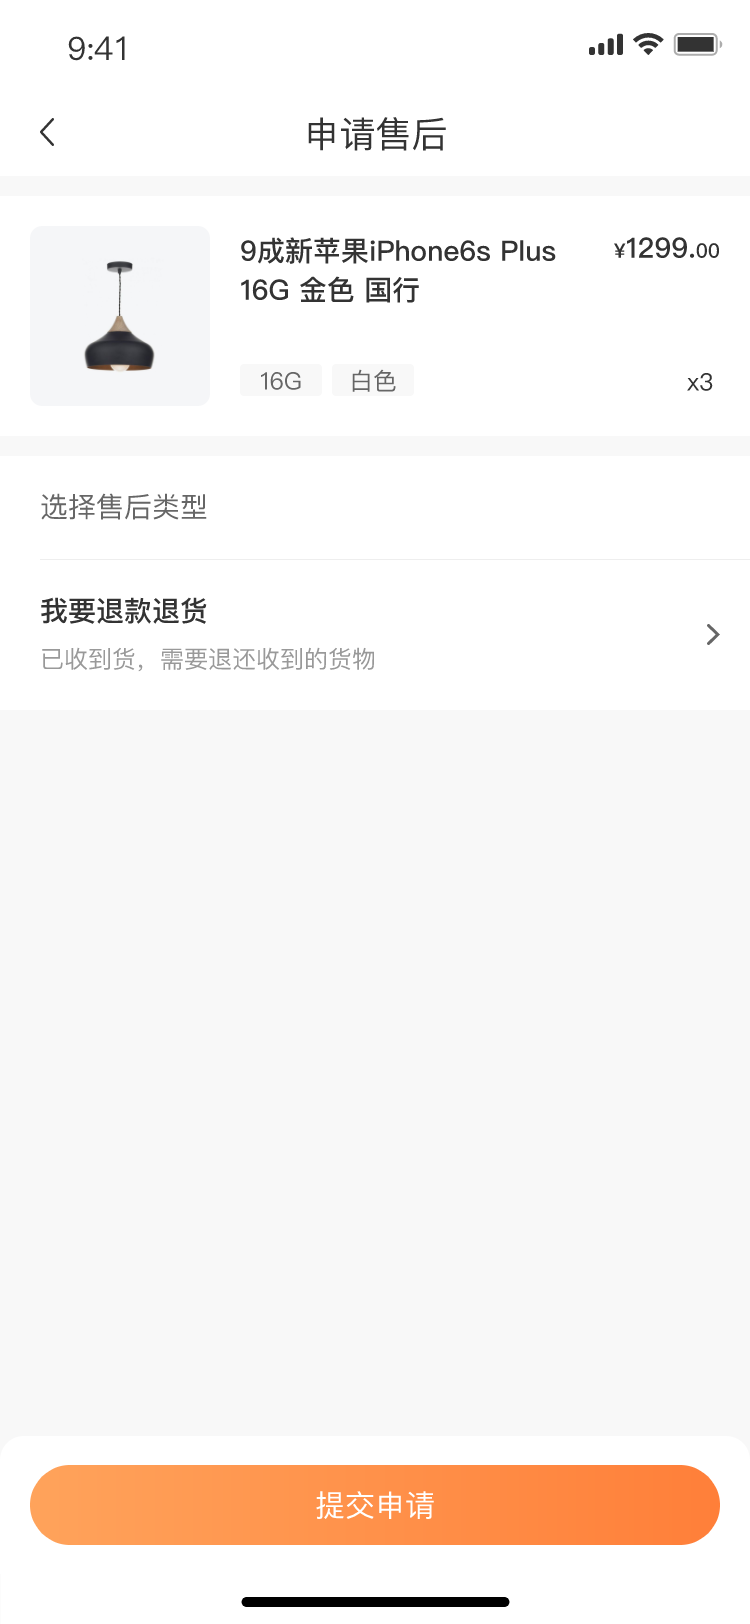 9:41
申请售后
9成新苹果iPhone6s Plus
¥1299.00
16G 金色 国行
16G
白色
x3
选择售后类型
我要退款退货
已收到货，需要退还收到的货物
提交申请